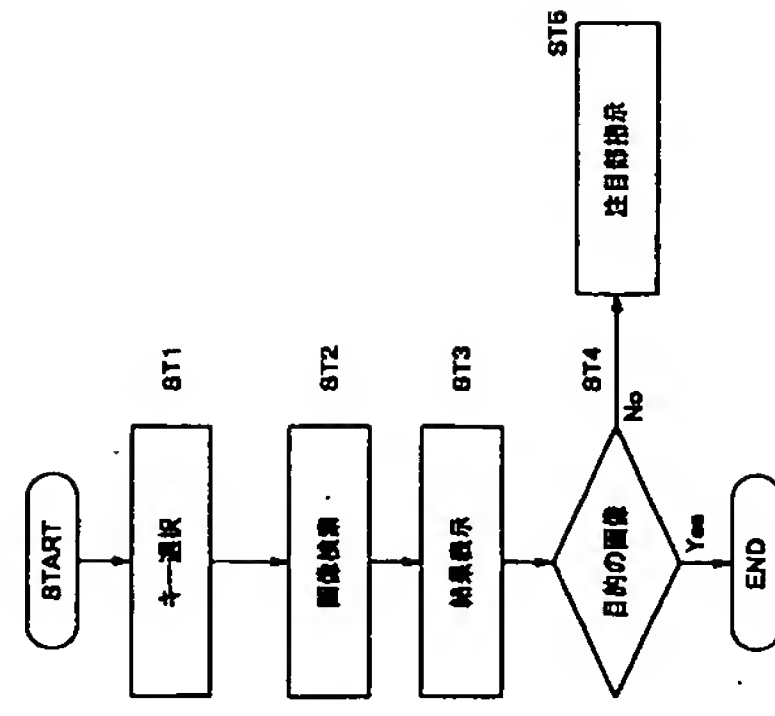 START
キー選択
ST1
画像検索
ST2
結果表示
ST3
目的の画像
ST4
No
Yes
注目部指示
ST5
END